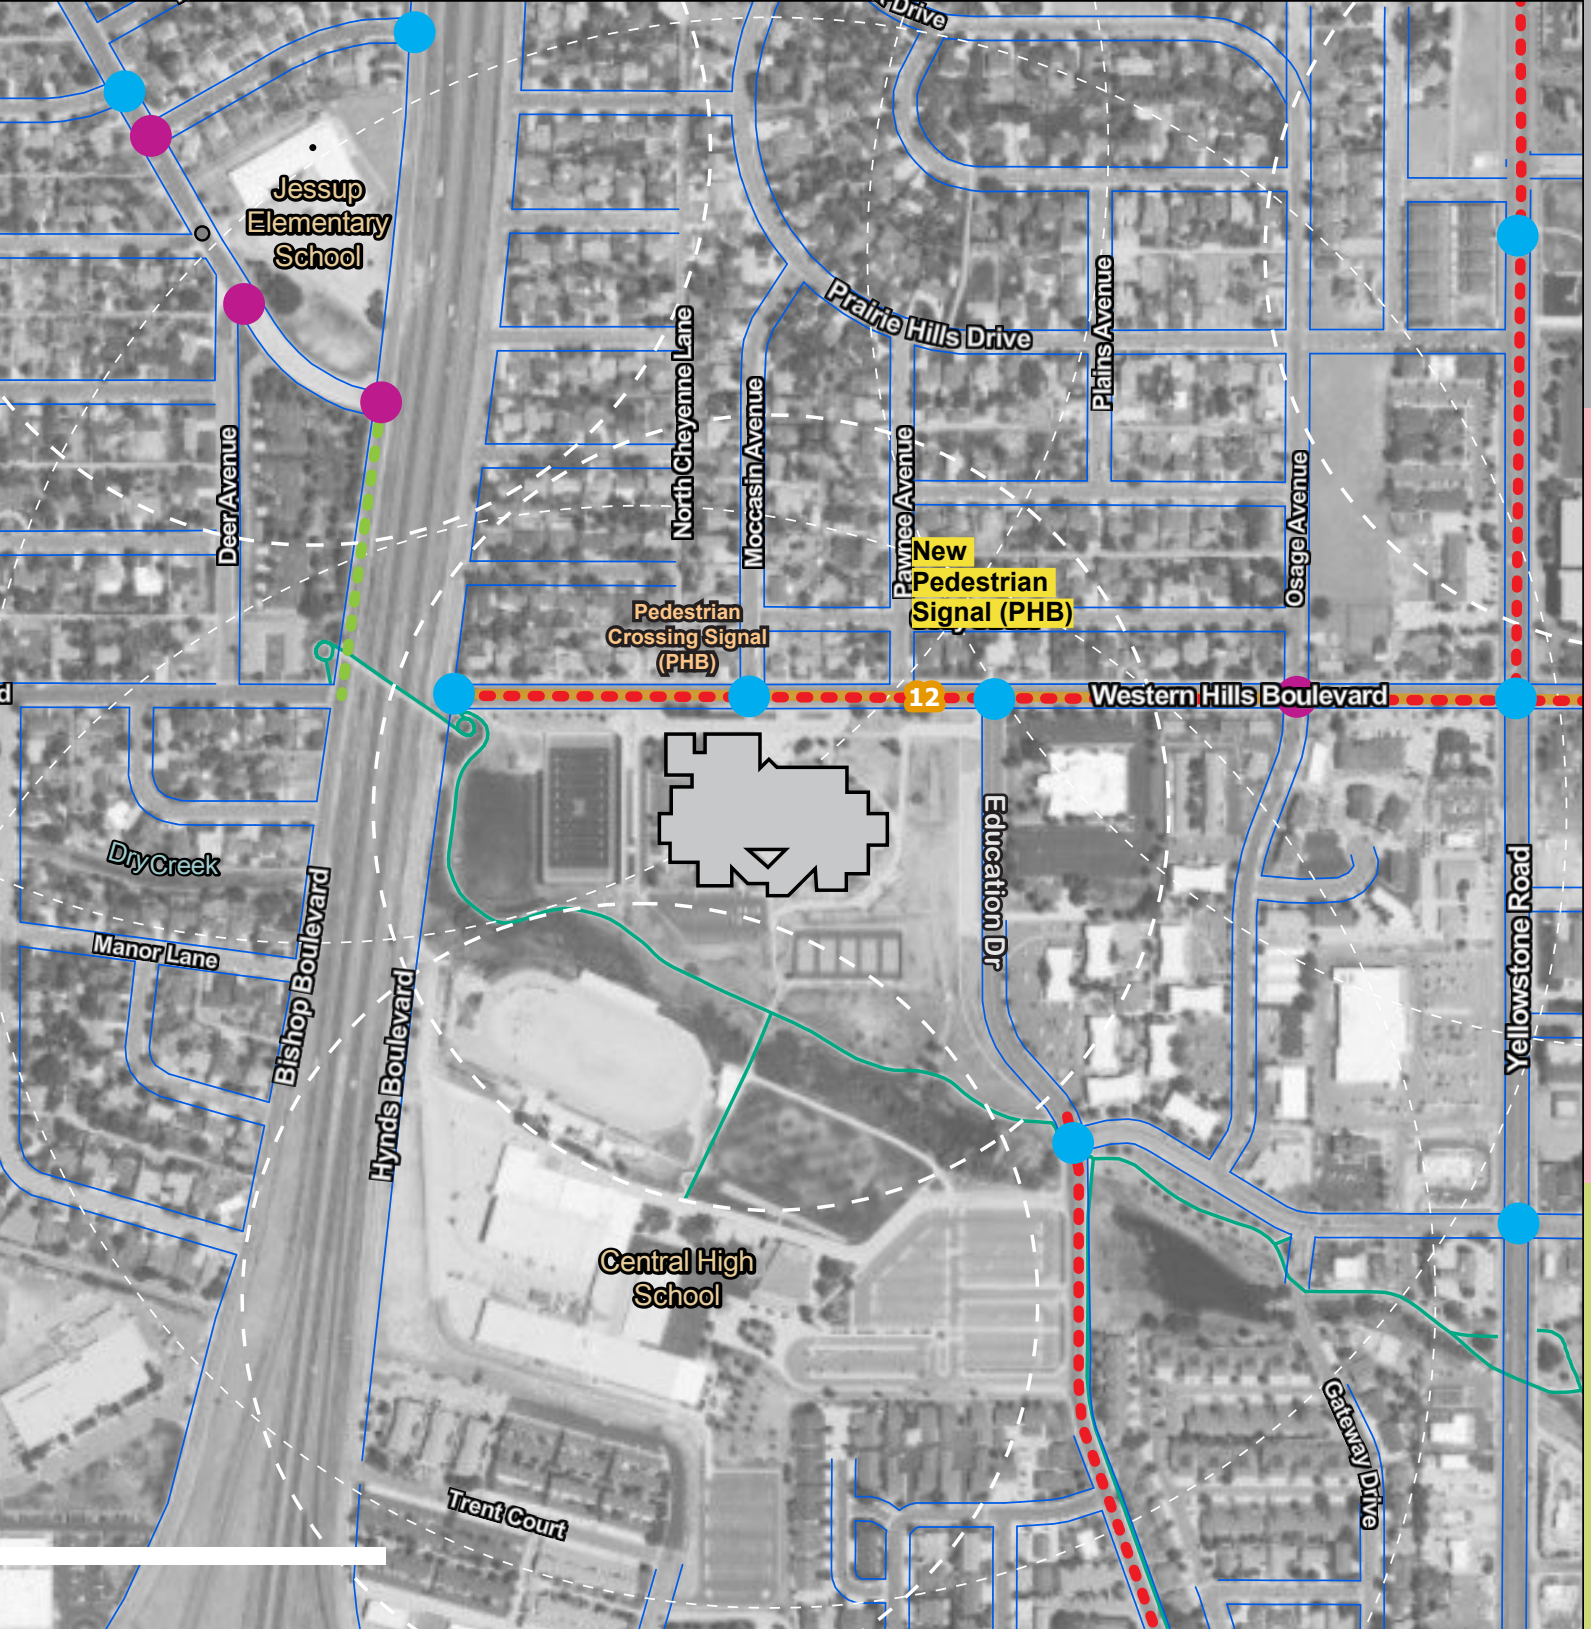 Drive
Jessup
Elementary
School
Prairie Hills Drive
Plains Avenue
North Cheyenne Lane
Moccasin Avenue
Deer Avenue
Pawnee Avenue
Osage Avenue
New
Pedestrian
Signal (PHB)
Pedestrian
Crossing Signal
(PHB)
d
12
Western Hills Boulevard
Education Dr
Dry Creek
Manor Lane
Bishop Boulevard
Hynds Boulevard
Yellowstone Road
Central High
School
Gateway Drive
Trent Court